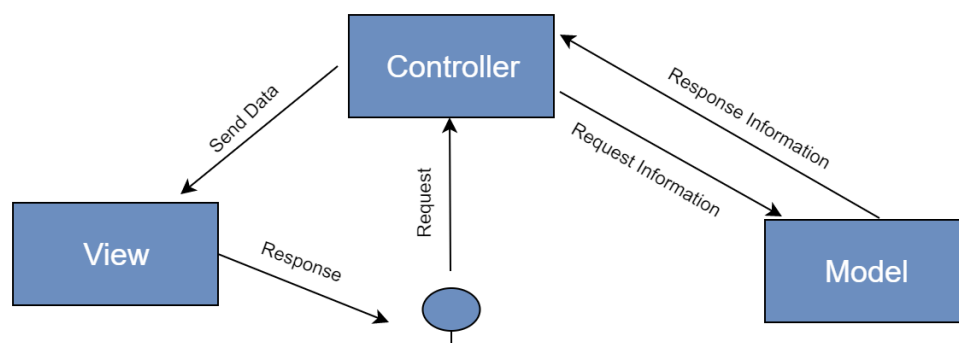 Controller
Send Data
Request
Response Information
Request Information
View
Response
Model